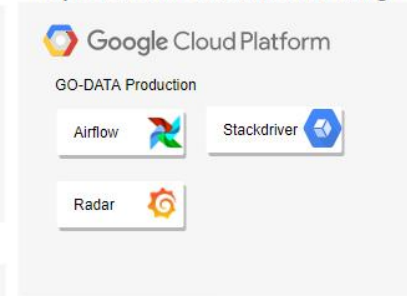 Google Cloud Platform
GO-DATA Production
Airflow
Stackdriver
Radar